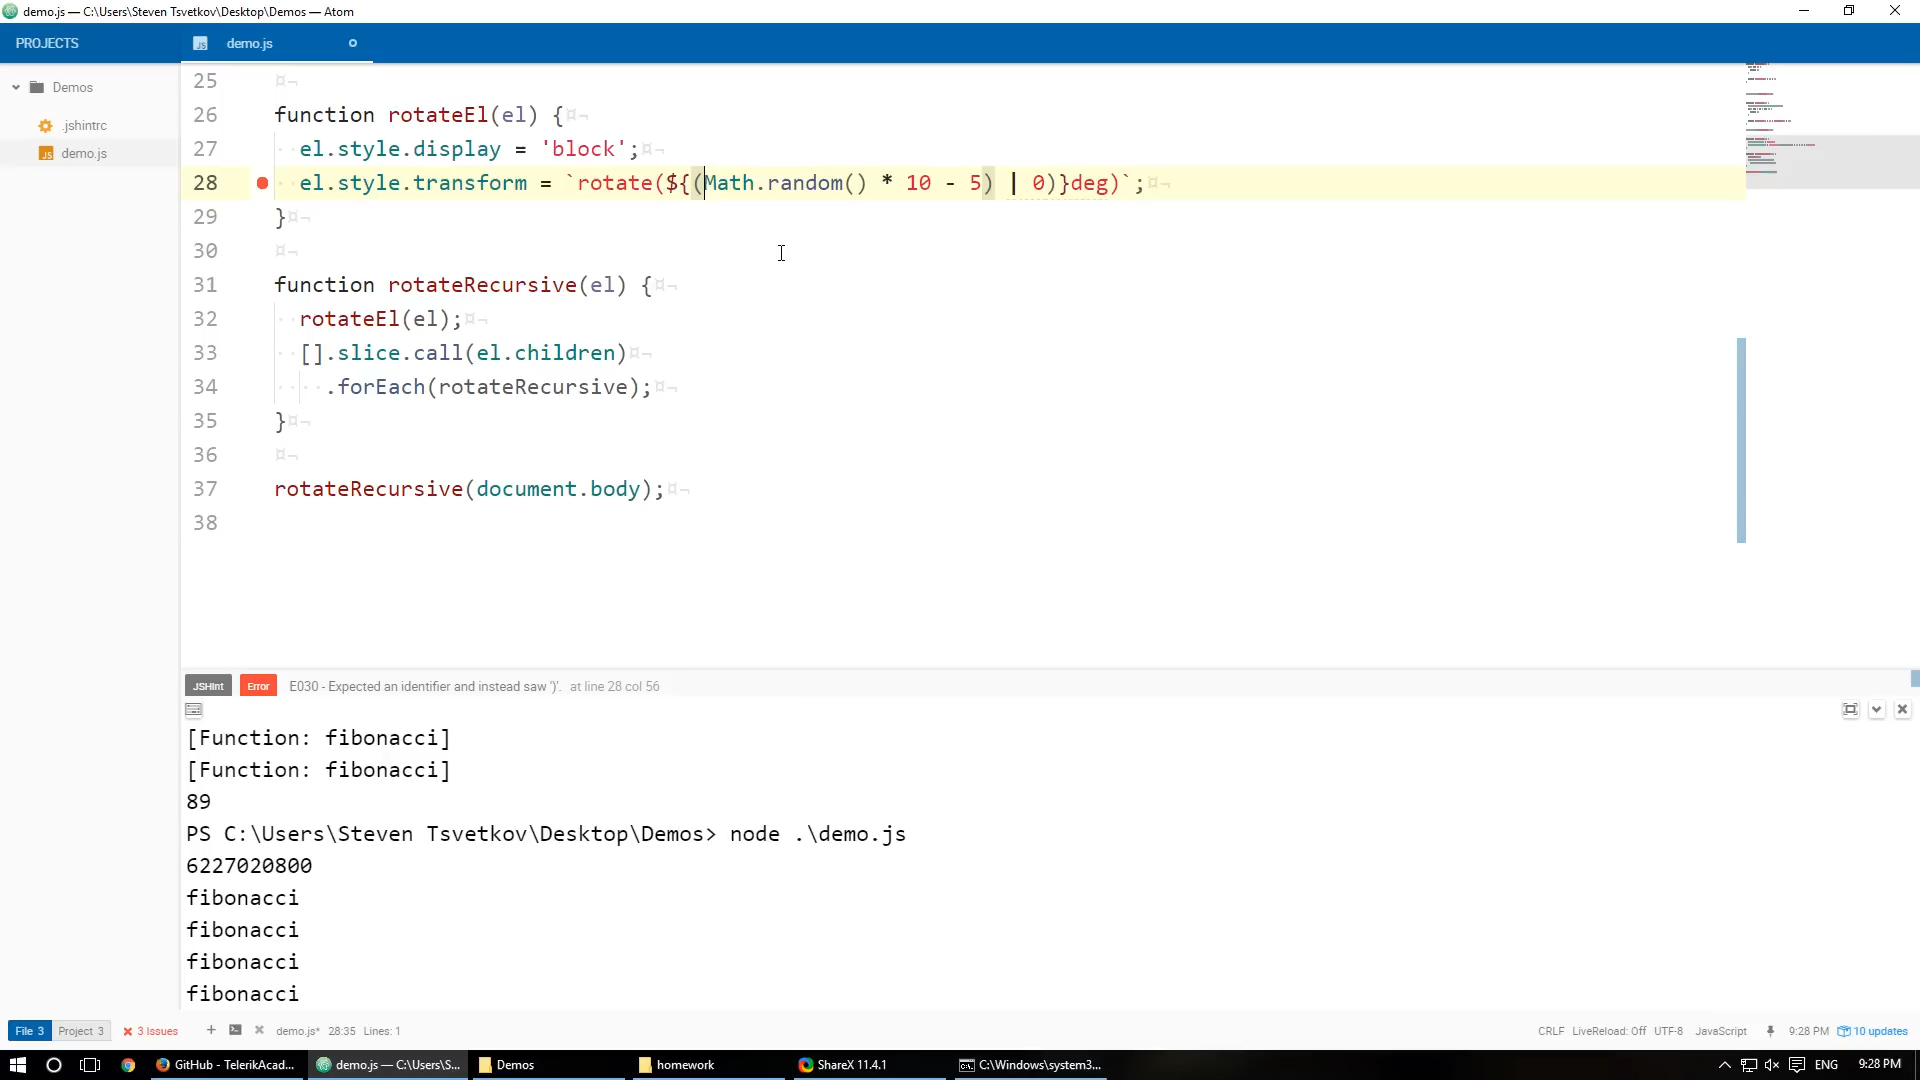 demo.js — C:\Users\Steven Tsvetkov\Desktop\Demos — Atom
PROJECTS
demo.js
Demos
.jshintrc
demo.js
25
26 function rotateEl(el) {
27 el.style.display = 'block';
28 el.style.transform = `rotate(${(Math.random() * 10 - 5) | 0)}deg)`;
29 }
30
31 function rotateRecursive(el) {
32 rotateEl(el);
33 [].slice.call(el.children)
34 .forEach(rotateRecursive);
35 }
36
37 rotateRecursive(document.body);
38
JSHint Error E030 - Expected an identifier and instead saw ')'. at line 28 col 56
[Function: fibonacci]
[Function: fibonacci]
89
PS C:\Users\Steven Tsvetkov\Desktop\Demos> node .\demo.js
6227020800
fibonacci
fibonacci
fibonacci
fibonacci
File 3 Project 3 3 Issues demo.js* 28:35 Lines: 1 CRLF LiveReload: Off UTF-8 JavaScript 9:28 PM 10 updates
GitHub - TelerikAcad... demo.js — C:\Users\S... Demos homework ShareX 11.4.1 C:\Windows\system3... ENG 9:28 PM